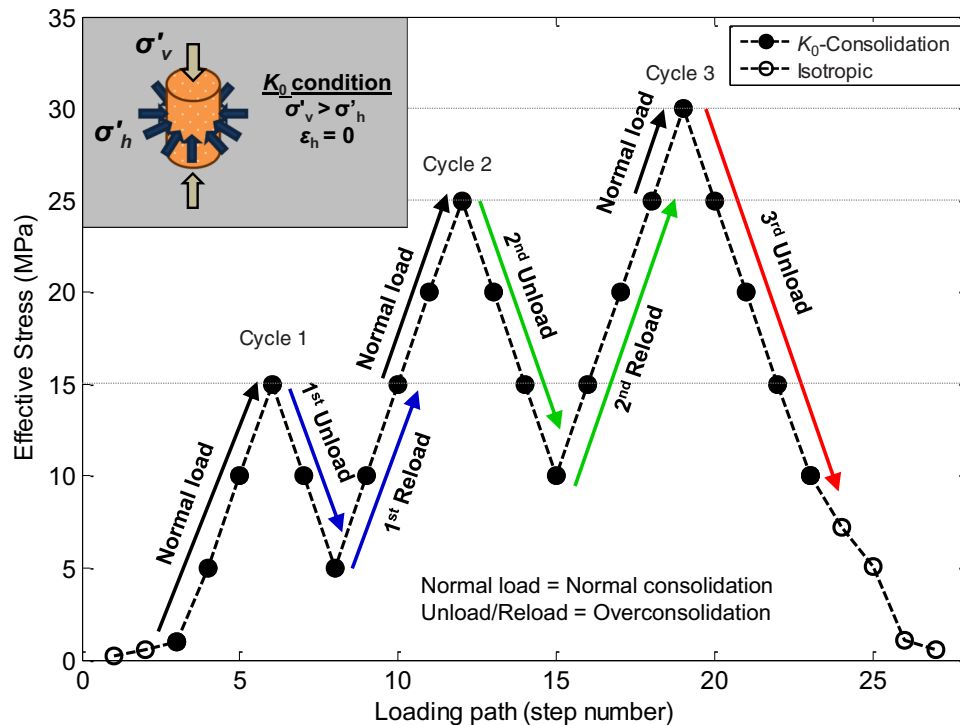 35
30
25
20
15
10
5
0
Effective Stress (MPa)
0
5
10
15
20
25
Loading path (step number)
σ'v
σ'h
K0 condition
σ'v > σ'h
εh = 0
K0-Consolidation
Isotropic
Cycle 1
Cycle 2
Cycle 3
Normal load
1st Unload
1st Reload
Normal load
2nd Unload
2nd Reload
Normal load
3rd Unload
Normal load = Normal consolidation
Unload/Reload = Overconsolidation